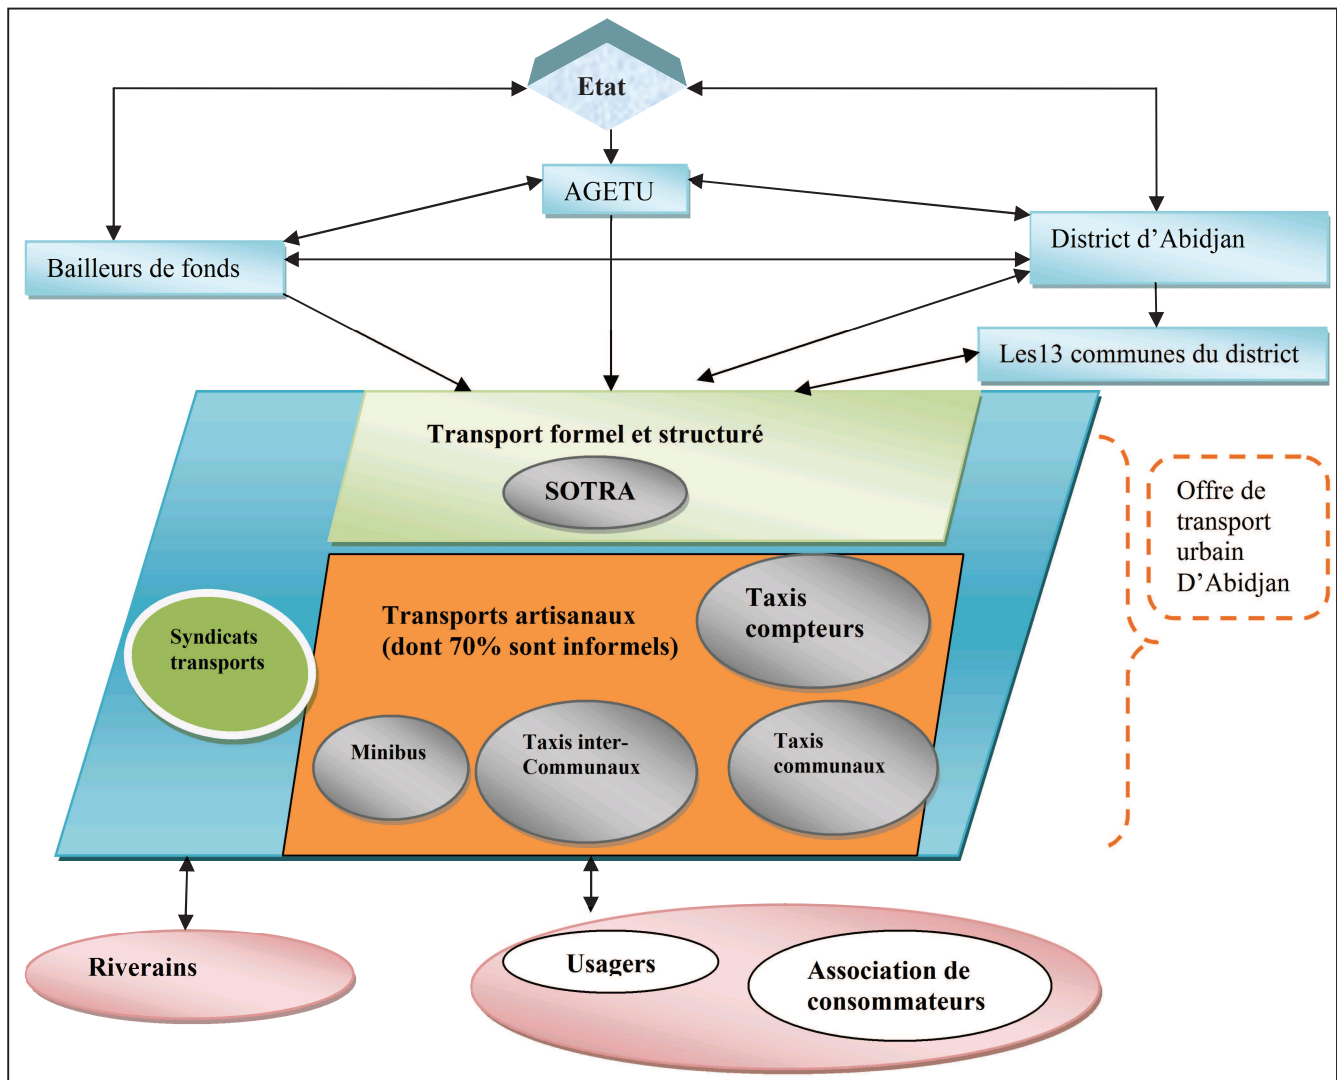 Etat
AGETU
Bailleurs de fonds
District d’Abidjan
Les13 communes du district
Transport formel et structuré
SOTRA
Offre de
transport
urbain
D’Abidjan
Transports artisanaux
(dont 70% sont informels)
Taxis
compteurs
Syndicats
transports
Minibus
Taxis inter-
Communaux
Taxis
communaux
Riverains
Usagers
Association de
consommateurs